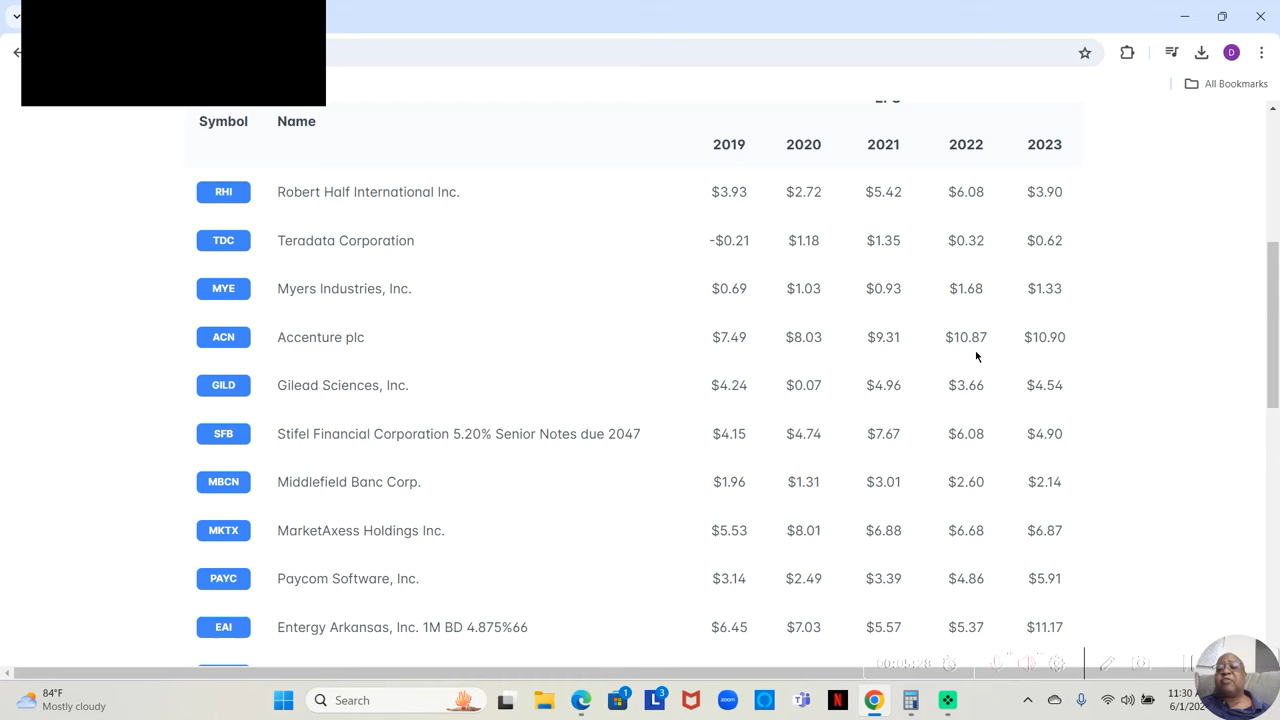 All Bookmarks
Symbol Name 2019 2020 2021 2022 2023
RHI Robert Half International Inc. $3.93 $2.72 $5.42 $6.08 $3.90
TDC Teradata Corporation -$0.21 $1.18 $1.35 $0.32 $0.62
MYE Myers Industries, Inc. $0.69 $1.03 $0.93 $1.68 $1.33
ACN Accenture plc $7.49 $8.03 $9.31 $10.87 $10.90
GILD Gilead Sciences, Inc. $4.24 $0.07 $4.96 $3.66 $4.54
SFB Stifel Financial Corporation 5.20% Senior Notes due 2047 $4.15 $4.74 $7.67 $6.08 $4.90
MBCN Middlefield Banc Corp. $1.96 $1.31 $3.01 $2.60 $2.14
MKTX MarketAxess Holdings Inc. $5.53 $8.01 $6.88 $6.68 $6.87
PAYC Paycom Software, Inc. $3.14 $2.49 $3.39 $4.86 $5.91
EAI Entergy Arkansas, Inc. 1M BD 4.875%66 $6.45 $7.03 $5.57 $5.37 $11.17
00:05:28
84°F
Mostly cloudy
Search
zoom
11:30